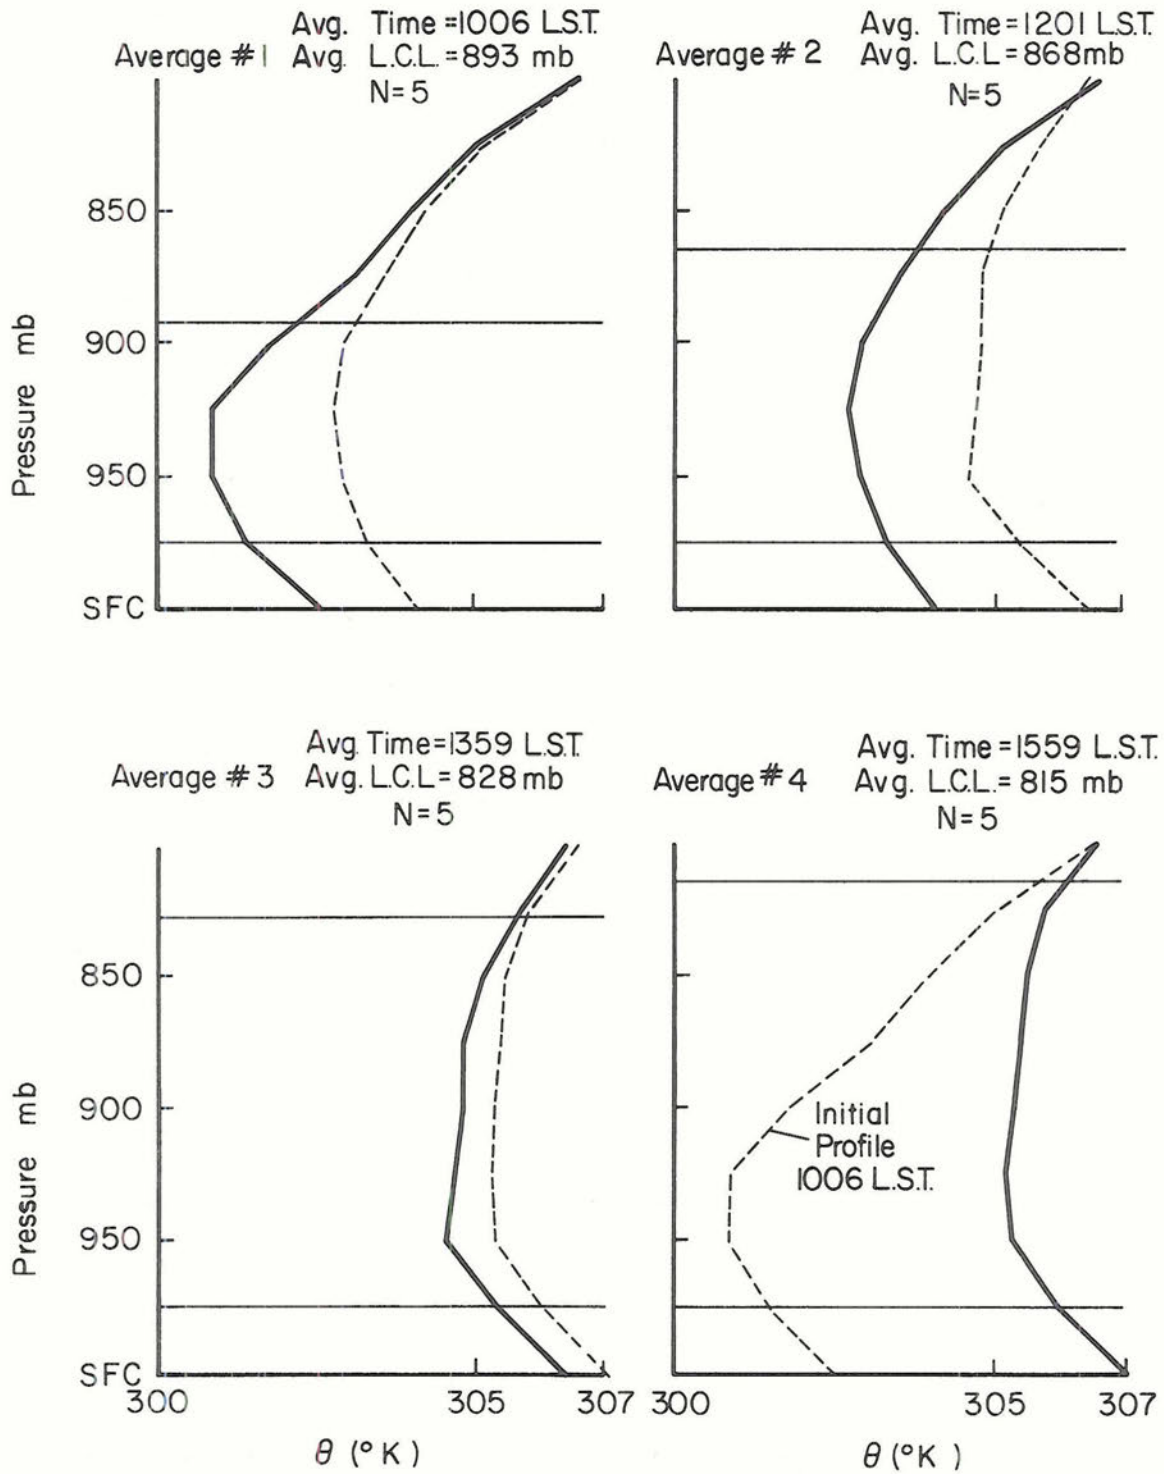 Avg. Time=1006 L.S.T.
Average #1 Avg. L.C.L.=893 mb
N=5
Avg. Time=1201 L.S.T.
Average #2 Avg. L.C.L=868mb
N=5
850
900
950
SFC
Pressure mb
Avg. Time=1359 L.S.T.
Average #3 Avg. L.C.L=828 mb
N=5
Avg. Time=1559 L.S.T.
Average #4 Avg. L.C.L.=815 mb
N=5
850
900
950
SFC
Pressure mb
Initial
Profile
1006 L.S.T.
300 305 307
θ (°K)
300 305 307
θ (°K)